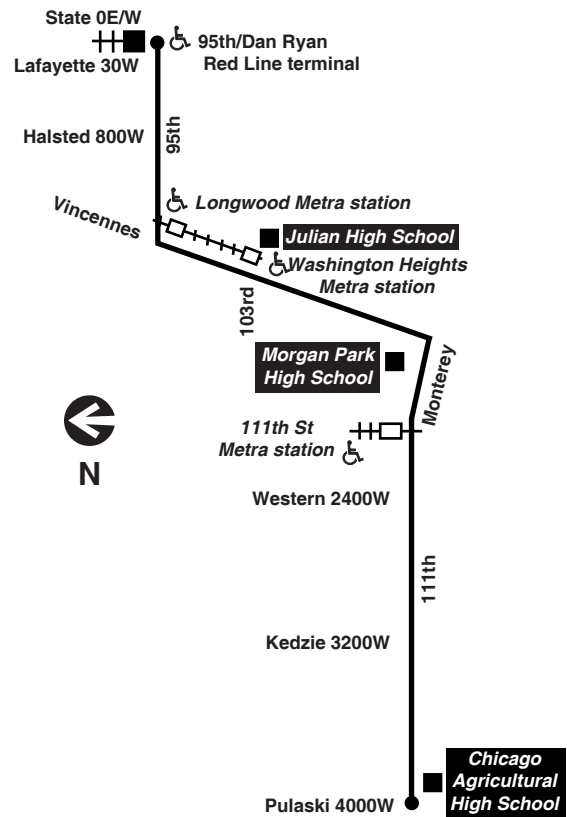 State 0E/W
95th/Dan Ryan
Red Line terminal
Lafayette 30W
Halsted 800W
95th
Longwood Metra station
Vincennes
Julian High School
Washington Heights
Metra station
103rd
Morgan Park
High School
Monterey
111th St
Metra station
N
Western 2400W
111th
Kedzie 3200W
Chicago
Agricultural
High School
Pulaski 4000W